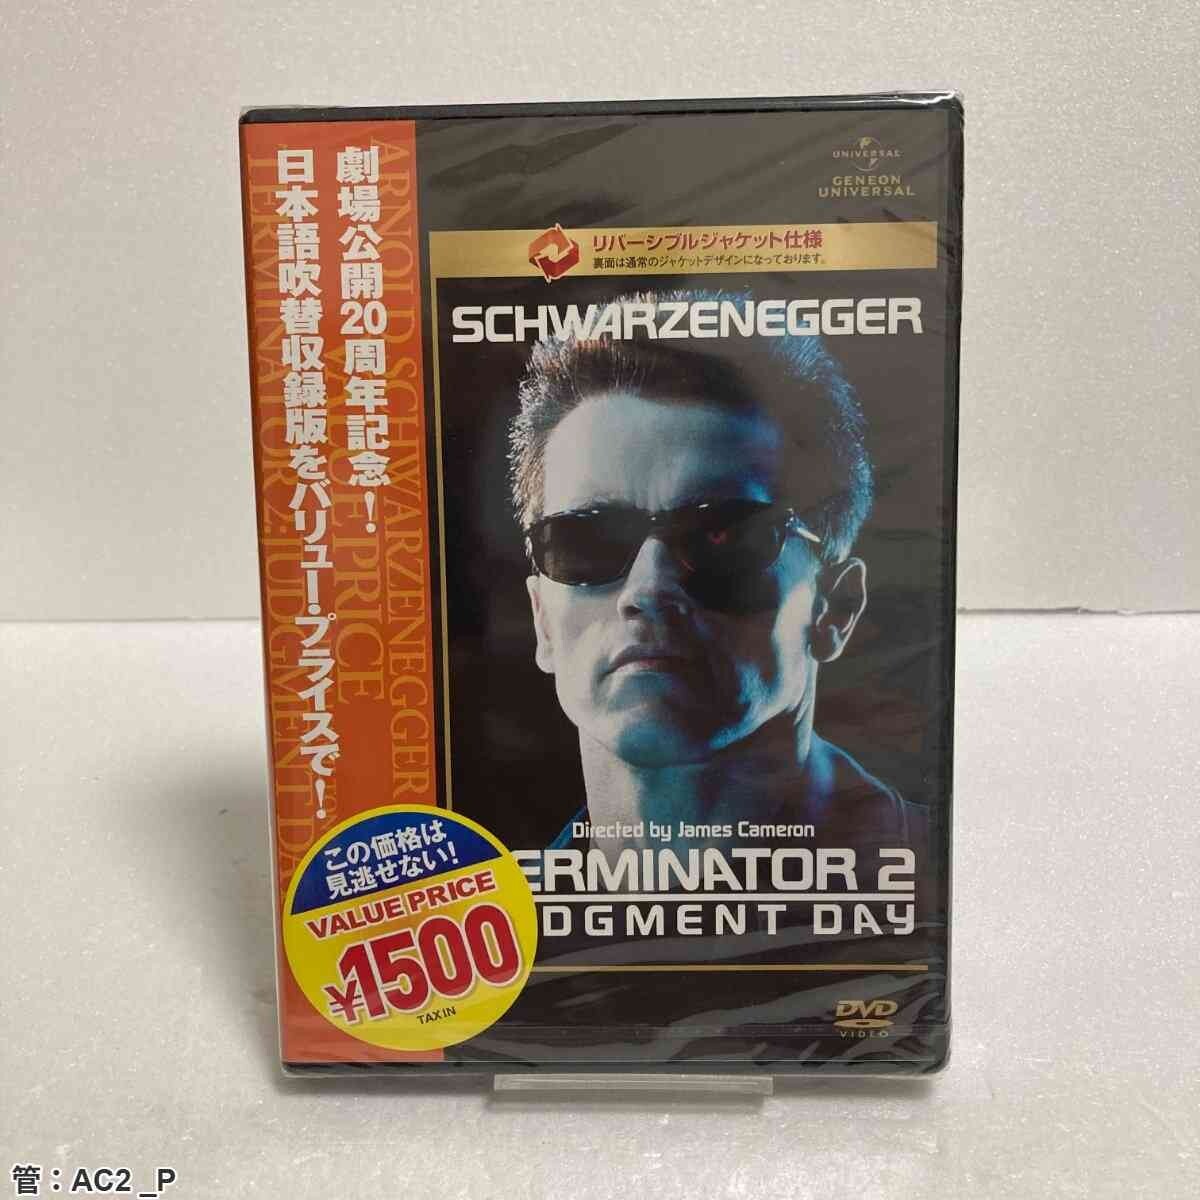 UNIVERSAL
GENEON
UNIVERSAL
リバーシブルジャケット仕様
裏面は通常のジャケットデザインになっております。
SCHWARZENEGGER
劇場公開20周年記念!
日本語吹替収録版をバリュー・プライスで!
ARNOLD SCHWARZENEGGER
VALUE PRICE
TERMINATOR 2:JUDGMENT DA
Directed by James Cameron
ERMINATOR 2
DGMENT DAY
この価格は
見逃せない!
VALUE PRICE
¥1500
TAX IN
DVD
VIDEO
管:AC2 _P